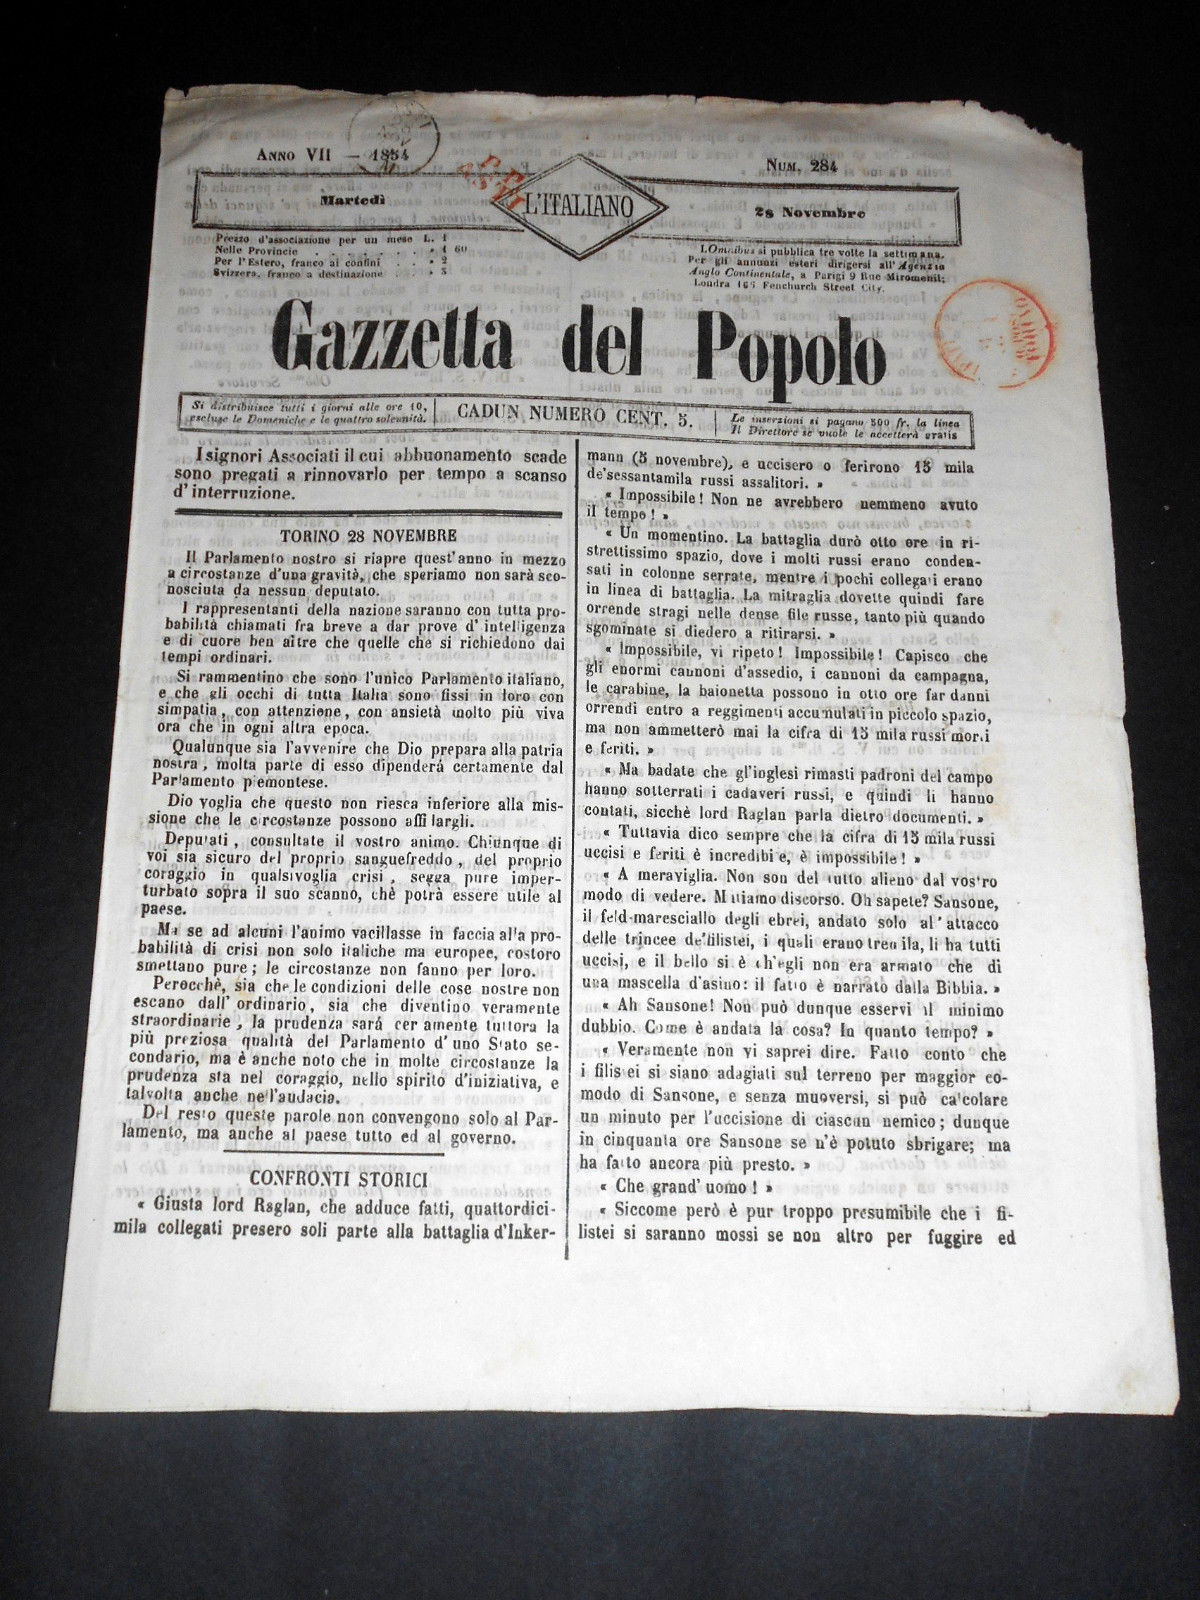 ANNO VII — 1854
NUM. 284
Martedì
L'ITALIANO
28 Novembre
Prezzo d'associazione per un mese L. 1
Nelle Provincie . . . . . . . » 1 60
Per l'Estero, franco ai confini . . » 2
Svizzera, franco a destinazione . . . » 3
L'Omnibus si pubblica tre volte la settimana.
Per gli annunzi esteri dirigersi all'Agenzia
Anglo Continentale, a Parigi 9 Rue Miromenil;
Londra 166 Fenchurch Street City.
Gazzetta del Popolo
Si distribuisce tutti i giorni alle ore 10,
escluse le Domeniche e le quattro solennità.
CADUN NUMERO CENT. 5.
Le inserzioni si pagano 500 fr. la linea
Il Direttore se vuole le accetterà gratis
I signori Associati il cui abbuonamento scade
sono pregati a rinnovarlo per tempo a scanso
d'interruzione.
TORINO 28 NOVEMBRE
Il Parlamento nostro si riapre quest'anno in mezzo
a circostanze d'una gravità, che speriamo non sarà sco-
nosciuta da nessun deputato.
I rappresentanti della nazione saranno con tutta pro-
babilità chiamati fra breve a dar prove d'intelligenza
e di cuore ben altre che quelle che si richiedono dai
tempi ordinari.
Si rammentino che sono l'unico Parlamento italiano,
e che gli occhi di tutta Italia sono fissi in loro con
simpatia, con attenzione, con ansietà molto più viva
ora che in ogni altra epoca.
Qualunque sia l'avvenire che Dio prepara alla patria
nostra, molta parte di esso dipenderà certamente dal
Parlamento piemontese.
Dio voglia che questo non riesca inferiore alla mis-
sione che le circostanze possono affilargli.
Deputati, consultate il vostro animo. Chiunque di
voi sia sicuro del proprio sanguefreddo, del proprio
coraggio in qualsivoglia crisi, segga pure imper-
turbato sopra il suo scanno, chè potrà essere utile al
paese.
Ma se ad alcuni l'animo vacillasse in faccia alla pro-
babilità di crisi non solo italiche ma europee, costoro
smettano pure; le circostanze non fanno per loro.
Perocchè, sia che le condizioni delle cose nostre non
escano dall'ordinario, sia che diventino veramente
straordinarie, la prudenza sarà certamente tuttora la
più preziosa qualità del Parlamento d'uno Stato se-
condario, ma è anche noto che in molte circostanze la
prudenza sta nel coraggio, nello spirito d'iniziativa, e
talvolta anche nell'audacia.
Del resto queste parole non convengono solo al Par-
lamento, ma anche al paese tutto ed al governo.
CONFRONTI STORICI
« Giusta lord Raglan, che adduce fatti, quattordici-
mila collegati presero soli parte alla battaglia d'Inker-
mann (5 novembre), e uccisero o ferirono 15 mila
de'sessantamila russi assalitori. »
« Impossibile! Non ne avrebbero nemmeno avuto
il tempo! »
« Un momentino. La battaglia durò otto ore in ri-
strettissimo spazio, dove i molti russi erano conden-
sati in colonne serrate, mentre i pochi collegati erano
in linea di battaglia. La mitraglia dovette quindi fare
orrende stragi nelle dense file russe, tanto più quando
sgominate si diedero a ritirarsi. »
« Impossibile, vi ripeto! Impossibile! Capisco che
gli enormi cannoni d'assedio, i cannoni da campagna,
le carabine, la baionetta possono in otto ore far danni
orrendi entro a reggimenti accumulati in piccolo spazio,
ma non ammetterò mai la cifra di 15 mila russi morti
e feriti. »
« Ma badate che gl'inglesi rimasti padroni del campo
hanno sotterrati i cadaveri russi, e quindi li hanno
contati, sicchè lord Raglan parla dietro documenti. »
« Tuttavia dico sempre che la cifra di 15 mila russi
uccisi e feriti è incredibile, è impossibile! »
« A meraviglia. Non son del tutto alieno dal vostro
modo di vedere. Mutiamo discorso. Oh sapete? Sansone,
il feld-maresciallo degli ebrei, andato solo al'attacco
delle trincee de'filistei, i quali erano tremila, li ha tutti
uccisi, e il bello si è ch'egli non era armato che di
una mascella d'asino: il fatto è narrato dalla Bibbia. »
« Ah Sansone! Non può dunque esservi il minimo
dubbio. Come è andata la cosa? In quanto tempo? »
« Veramente non vi saprei dire. Fatto conto che
i filistei si siano adagiati sul terreno per maggior co-
modo di Sansone, e senza muoversi, si può calcolare
un minuto per l'uccisione di ciascun nemico; dunque
in cinquanta ore Sansone se n'è potuto sbrigare; ma
ha fatto ancora più presto. »
« Che grand'uomo! »
« Siccome però è pur troppo presumibile che i fi-
listei si saranno mossi se non altro per fuggire ed